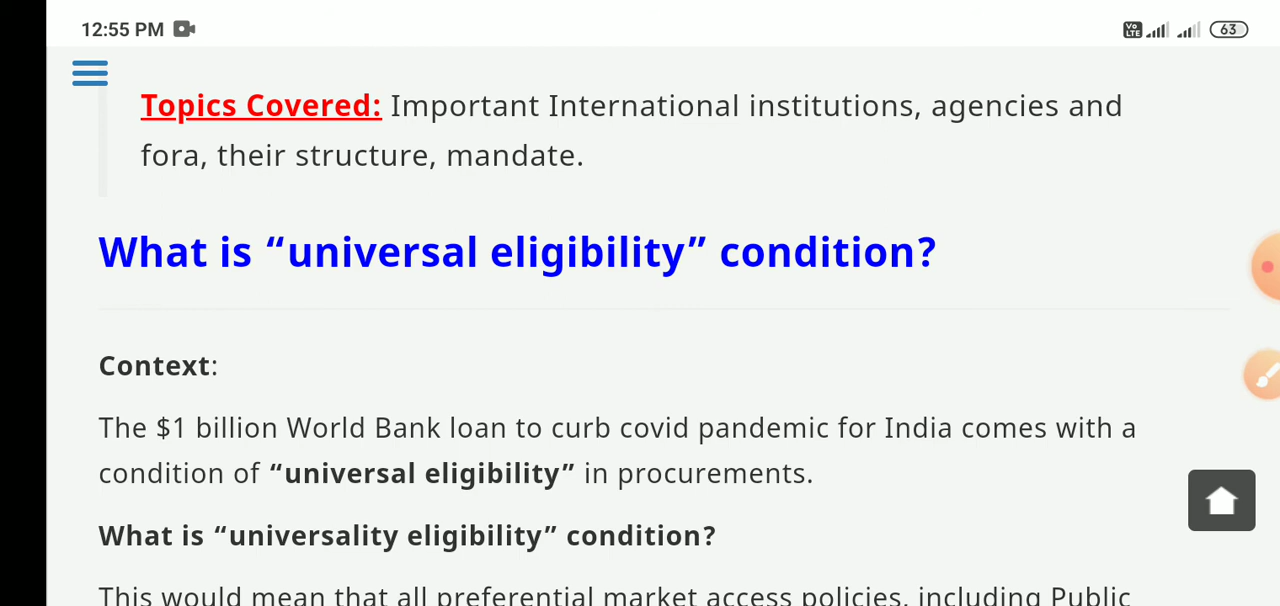 12:55 PM
Vo LTE
63
Topics Covered: Important International institutions, agencies and
fora, their structure, mandate.
What is “universal eligibility” condition?
Context:
The $1 billion World Bank loan to curb covid pandemic for India comes with a
condition of “universal eligibility” in procurements.
What is “universality eligibility” condition?
This would mean that all preferential market access policies, including Public